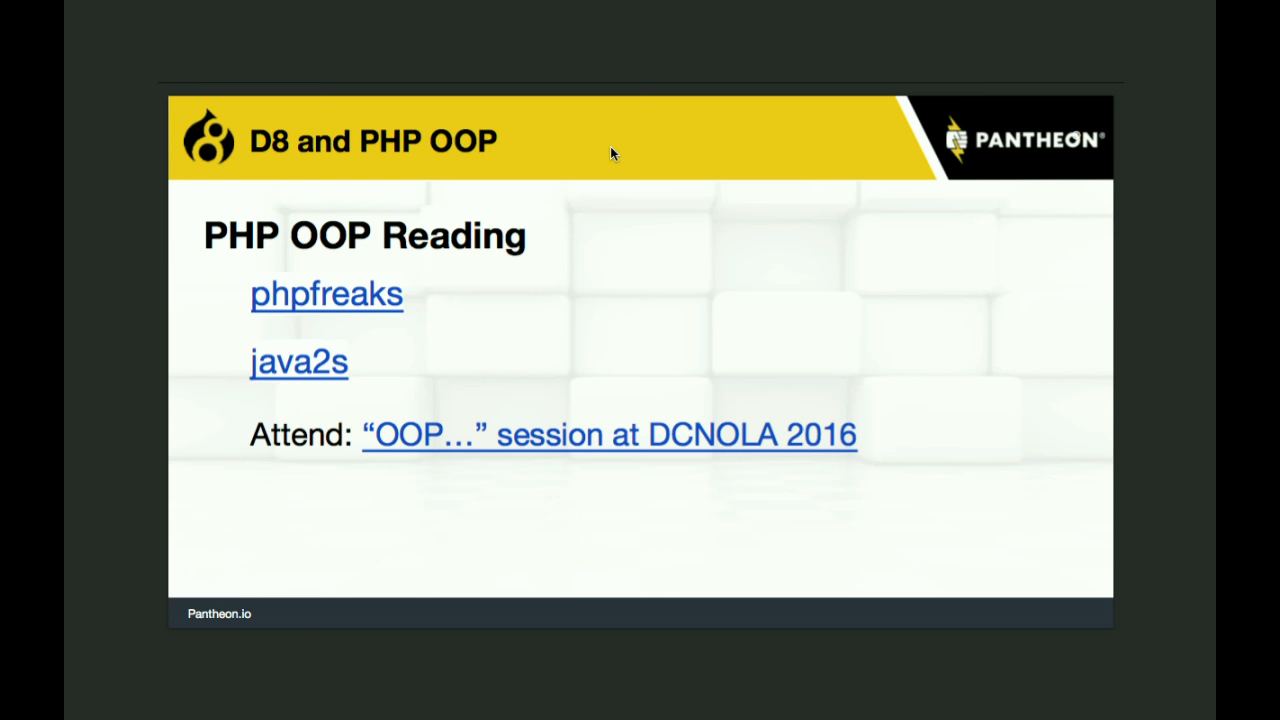 D8 and PHP OOP
PANTHEON®
PHP OOP Reading
phpfreaks
java2s
Attend: “OOP…” session at DCNOLA 2016
Pantheon.io